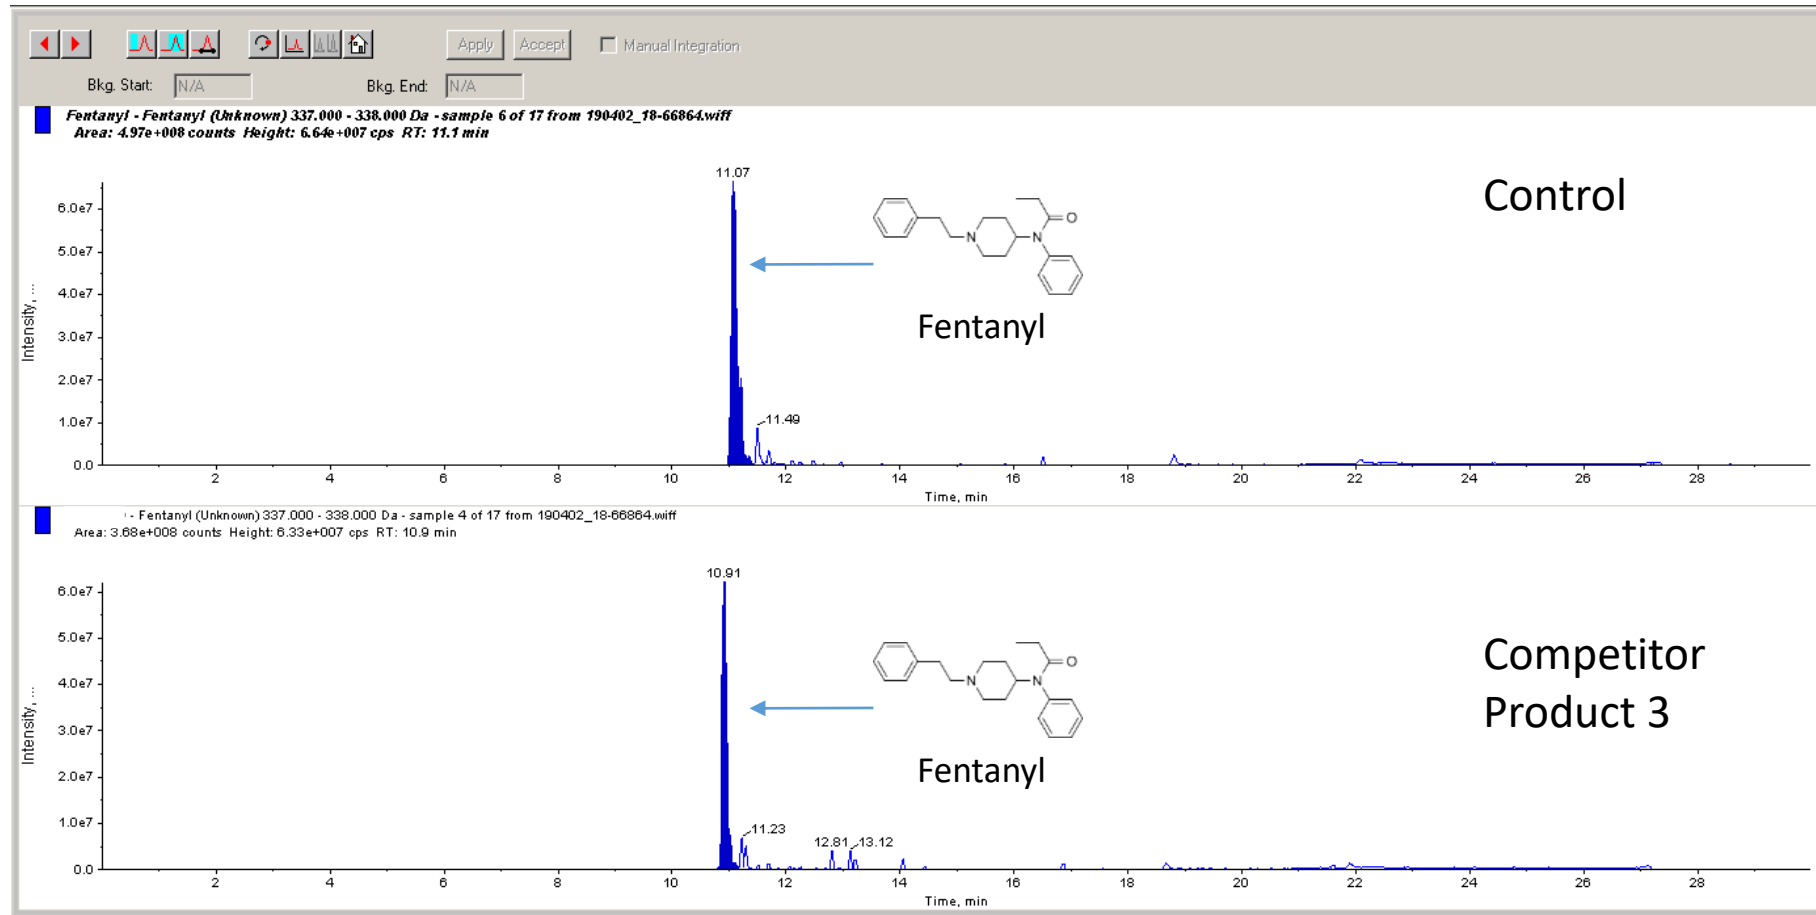 Apply
Accept
Manual Integration
Bkg. Start:
N/A
Bkg. End:
N/A
Fentanyl - Fentanyl (Unknown) 337.000 - 338.000 Da - sample 6 of 17 from 190402_18-66864.wiff
Area: 4.97e+008 counts Height: 6.64e+007 cps RT: 11.1 min
Control
11.07
6.0e7
5.0e7
4.0e7
3.0e7
2.0e7
1.0e7
0.0
Intensity, ...
11.49
N
N
O
Fentanyl
2 4 6 8 10 12 14 16 18 20 22 24 26 28
Time, min
- Fentanyl (Unknown) 337.000 - 338.000 Da - sample 4 of 17 from 190402_18-66864.wiff
Area: 3.68e+008 counts Height: 6.33e+007 cps RT: 10.9 min
10.91
6.0e7
5.0e7
4.0e7
3.0e7
2.0e7
1.0e7
0.0
Intensity, ...
11.23
12.81
13.12
N
N
O
Fentanyl
Competitor
Product 3
2 4 6 8 10 12 14 16 18 20 22 24 26 28
Time, min